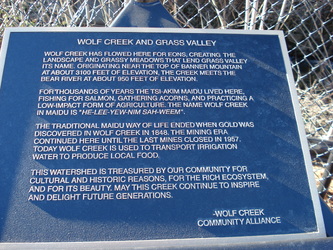 WOLF CREEK AND GRASS VALLEY
WOLF CREEK HAS FLOWED HERE FOR EONS, CREATING THE
LANDSCAPE AND GRASSY MEADOWS THAT LEND GRASS VALLEY
ITS NAME. ORIGINATING NEAR THE TOP OF BANNER MOUNTAIN
AT ABOUT 3100 FEET OF ELEVATION, THE CREEK MEETS THE
BEAR RIVER AT ABOUT 950 FEET OF ELEVATION.
FOR THOUSANDS OF YEARS THE TSI-AKIM MAIDU LIVED HERE,
FISHING FOR SALMON, GATHERING ACORNS, AND PRACTICING A
LOW-IMPACT FORM OF AGRICULTURE. THE NAME WOLF CREEK
IN MAIDU IS "HE-LEE-YEW-NIM SAH-WEEM".
THE TRADITIONAL MAIDU WAY OF LIFE ENDED WHEN GOLD WAS
DISCOVERED IN WOLF CREEK IN 1848. THE MINING ERA
CONTINUED HERE UNTIL THE LAST MINES CLOSED IN 1957.
TODAY WOLF CREEK IS USED TO TRANSPORT IRRIGATION
WATER TO PRODUCE LOCAL FOOD.
THIS WATERSHED IS TREASURED BY OUR COMMUNITY FOR
CULTURAL AND HISTORIC REASONS, FOR THE RICH ECOSYSTEM,
AND FOR ITS BEAUTY. MAY THIS CREEK CONTINUE TO INSPIRE
AND DELIGHT FUTURE GENERATIONS.
-WOLF CREEK
COMMUNITY ALLIANCE